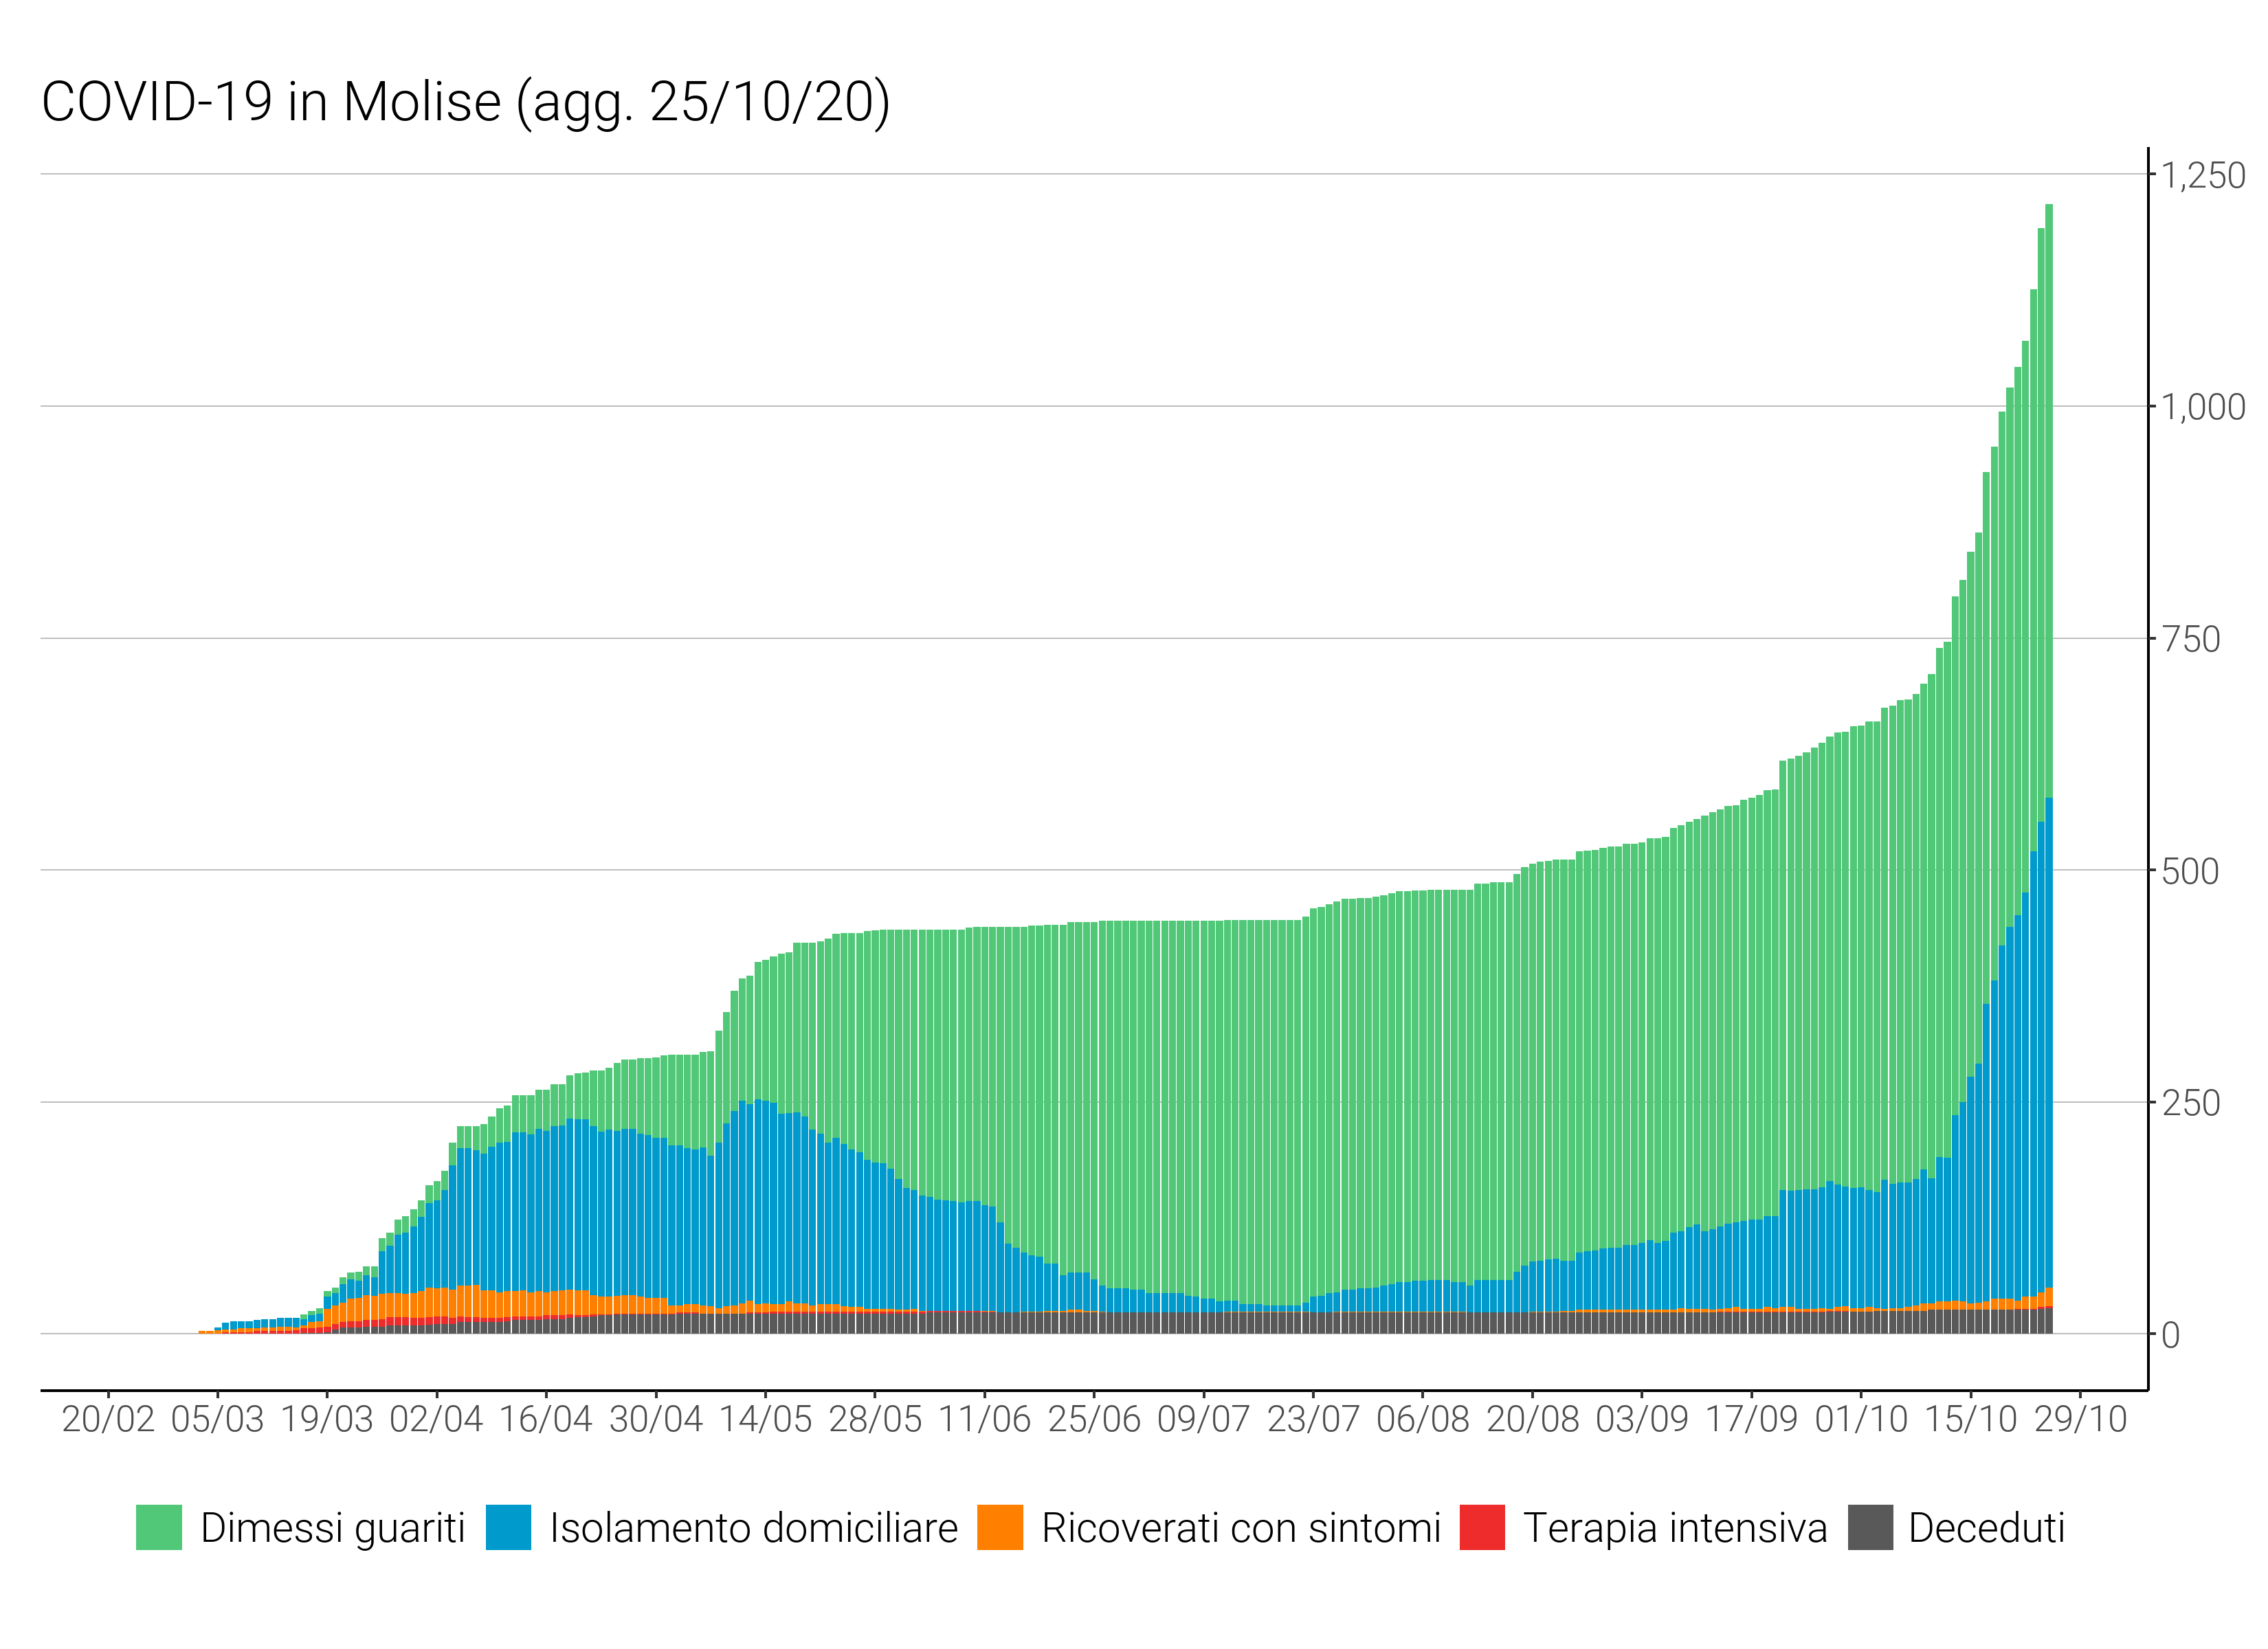 COVID-19 in Molise (agg. 25/10/20)
1,250
1,000
750
500
250
0
20/02 05/03 19/03 02/04 16/04 30/04 14/05 28/05 11/06 25/06 09/07 23/07 06/08 20/08 03/09 17/09 01/10 15/10 29/10
Dimessi guariti Isolamento domiciliare Ricoverati con sintomi Terapia intensiva Deceduti